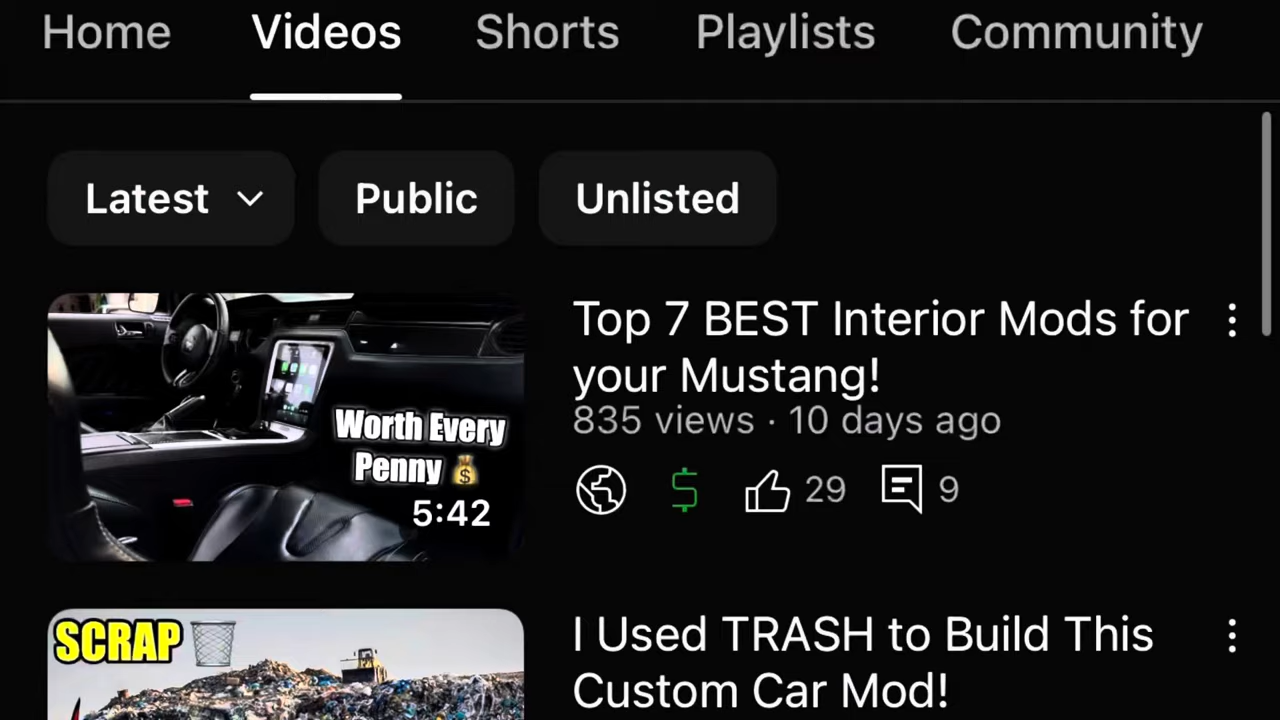 Home Videos Shorts Playlists Community
Latest Public Unlisted
Worth Every
Penny 💰
5:42
Top 7 BEST Interior Mods for
your Mustang!
835 views · 10 days ago
29 9
SCRAP 🗑️
I Used TRASH to Build This
Custom Car Mod!